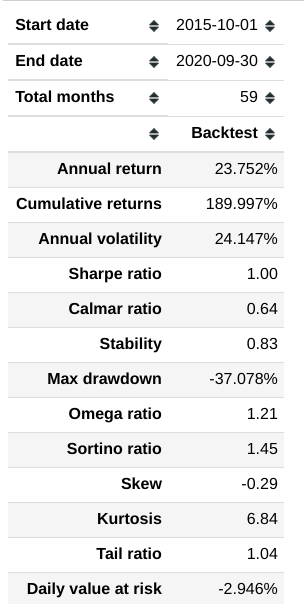 Start date 2015-10-01
End date 2020-09-30
Total months 59
Backtest
Annual return 23.752%
Cumulative returns 189.997%
Annual volatility 24.147%
Sharpe ratio 1.00
Calmar ratio 0.64
Stability 0.83
Max drawdown -37.078%
Omega ratio 1.21
Sortino ratio 1.45
Skew -0.29
Kurtosis 6.84
Tail ratio 1.04
Daily value at risk -2.946%